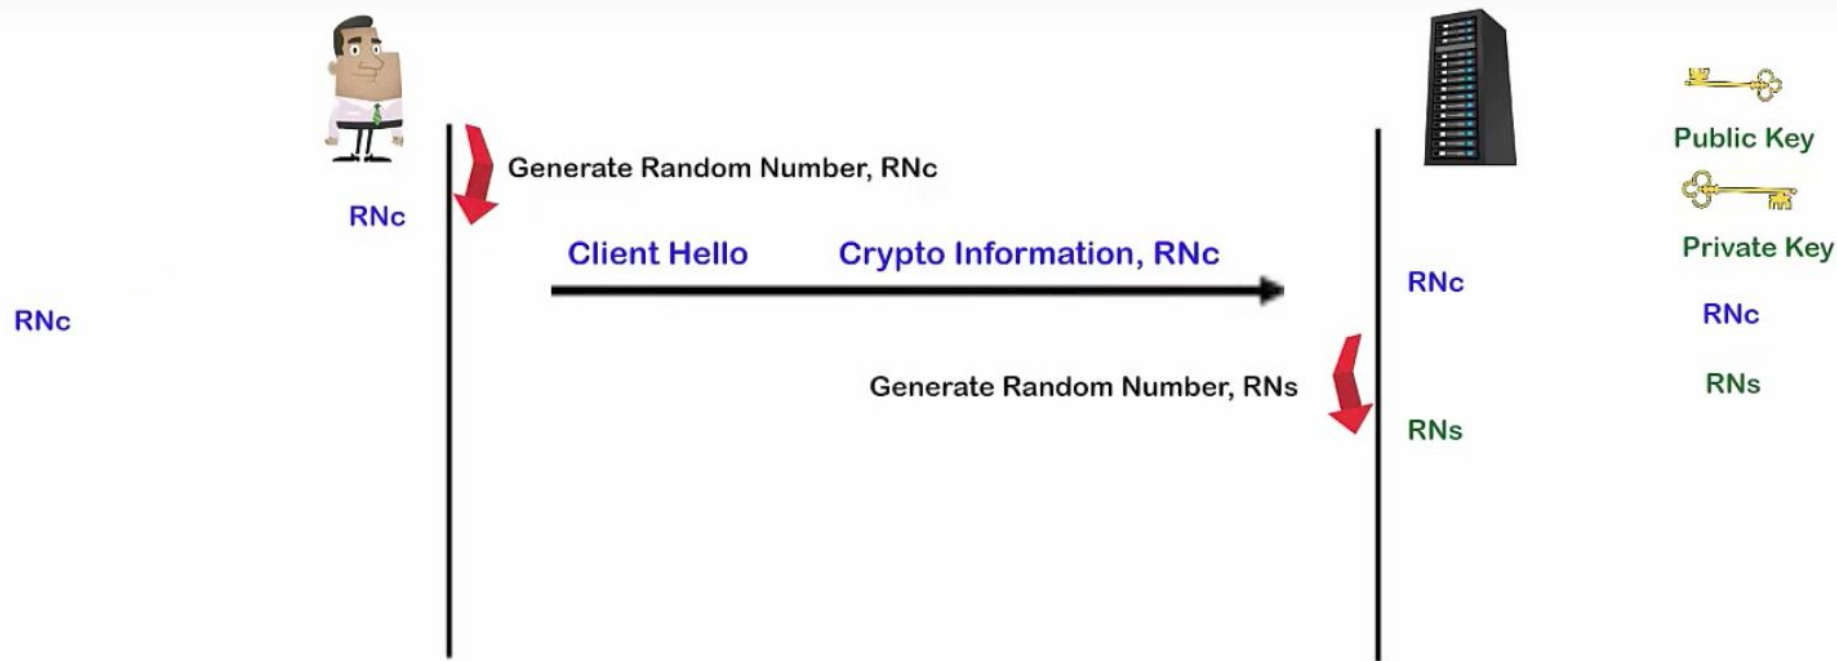 Public Key
Generate Random Number, RNc
RNc
Private Key
Client Hello Crypto Information, RNc
RNc
RNc
RNc
RNs
Generate Random Number, RNs
RNs